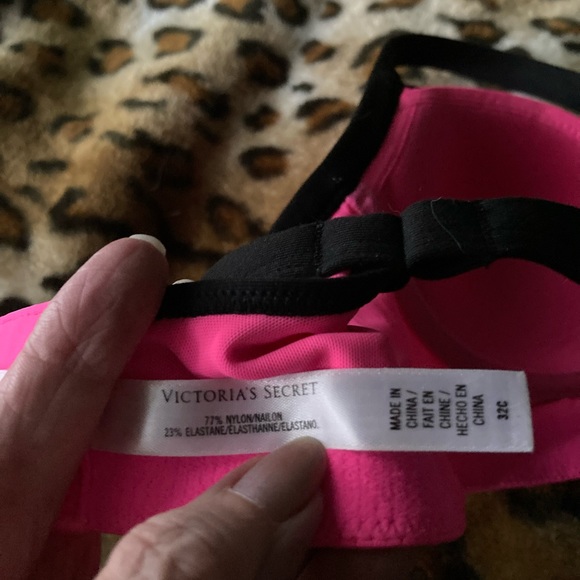 VICTORIA'S SECRET
77% NYLON/NAILON
23% ELASTANE/ELASTHANNE/ELASTANO.
MADE IN
CHINA/
FAIT EN
CHINE/
HECHO EN
CHINA
32C